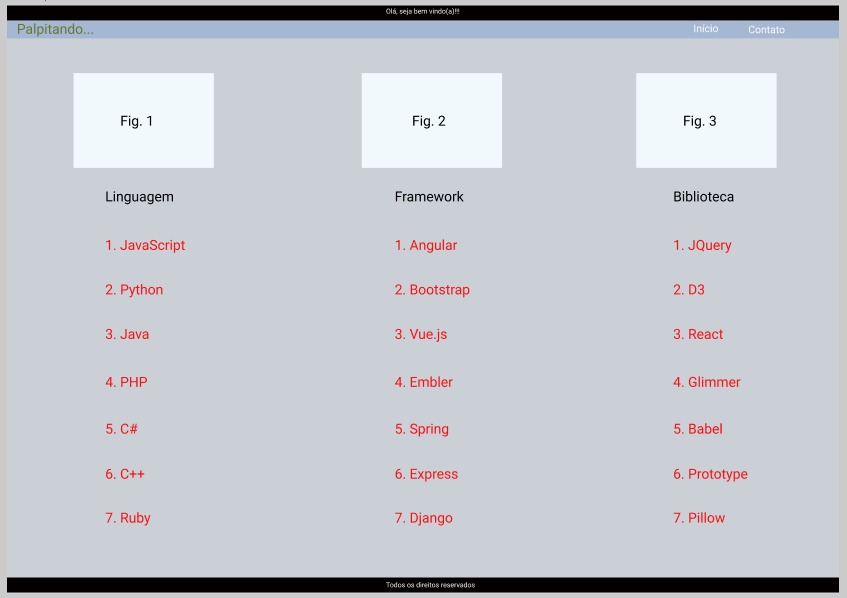 Olá, seja bem vindo(a)!!!
Palpitando...
Início
Contato
Fig. 1
Fig. 2
Fig. 3
Linguagem
Framework
Biblioteca
1. JavaScript
1. Angular
1. JQuery
2. Python
2. Bootstrap
2. D3
3. Java
3. Vue.js
3. React
4. PHP
4. Embler
4. Glimmer
5. C#
5. Spring
5. Babel
6. C++
6. Express
6. Prototype
7. Ruby
7. Django
7. Pillow
Todos os direitos reservados